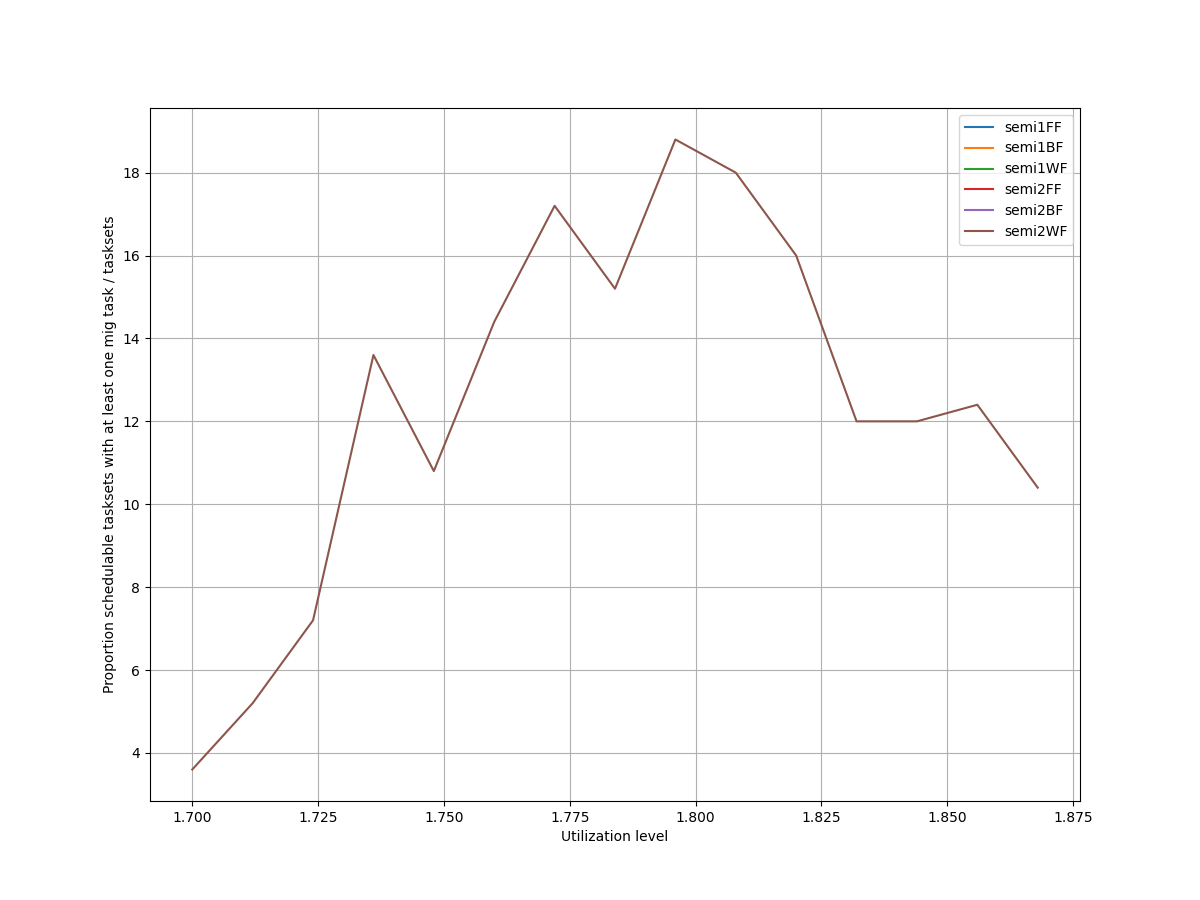 semi1FF
semi1BF
semi1WF
semi2FF
semi2BF
semi2WF
Proportion schedulable tasksets with at least one mig task / tasksets
18
16
14
12
10
8
6
4
1.700 1.725 1.750 1.775 1.800 1.825 1.850 1.875
Utilization level